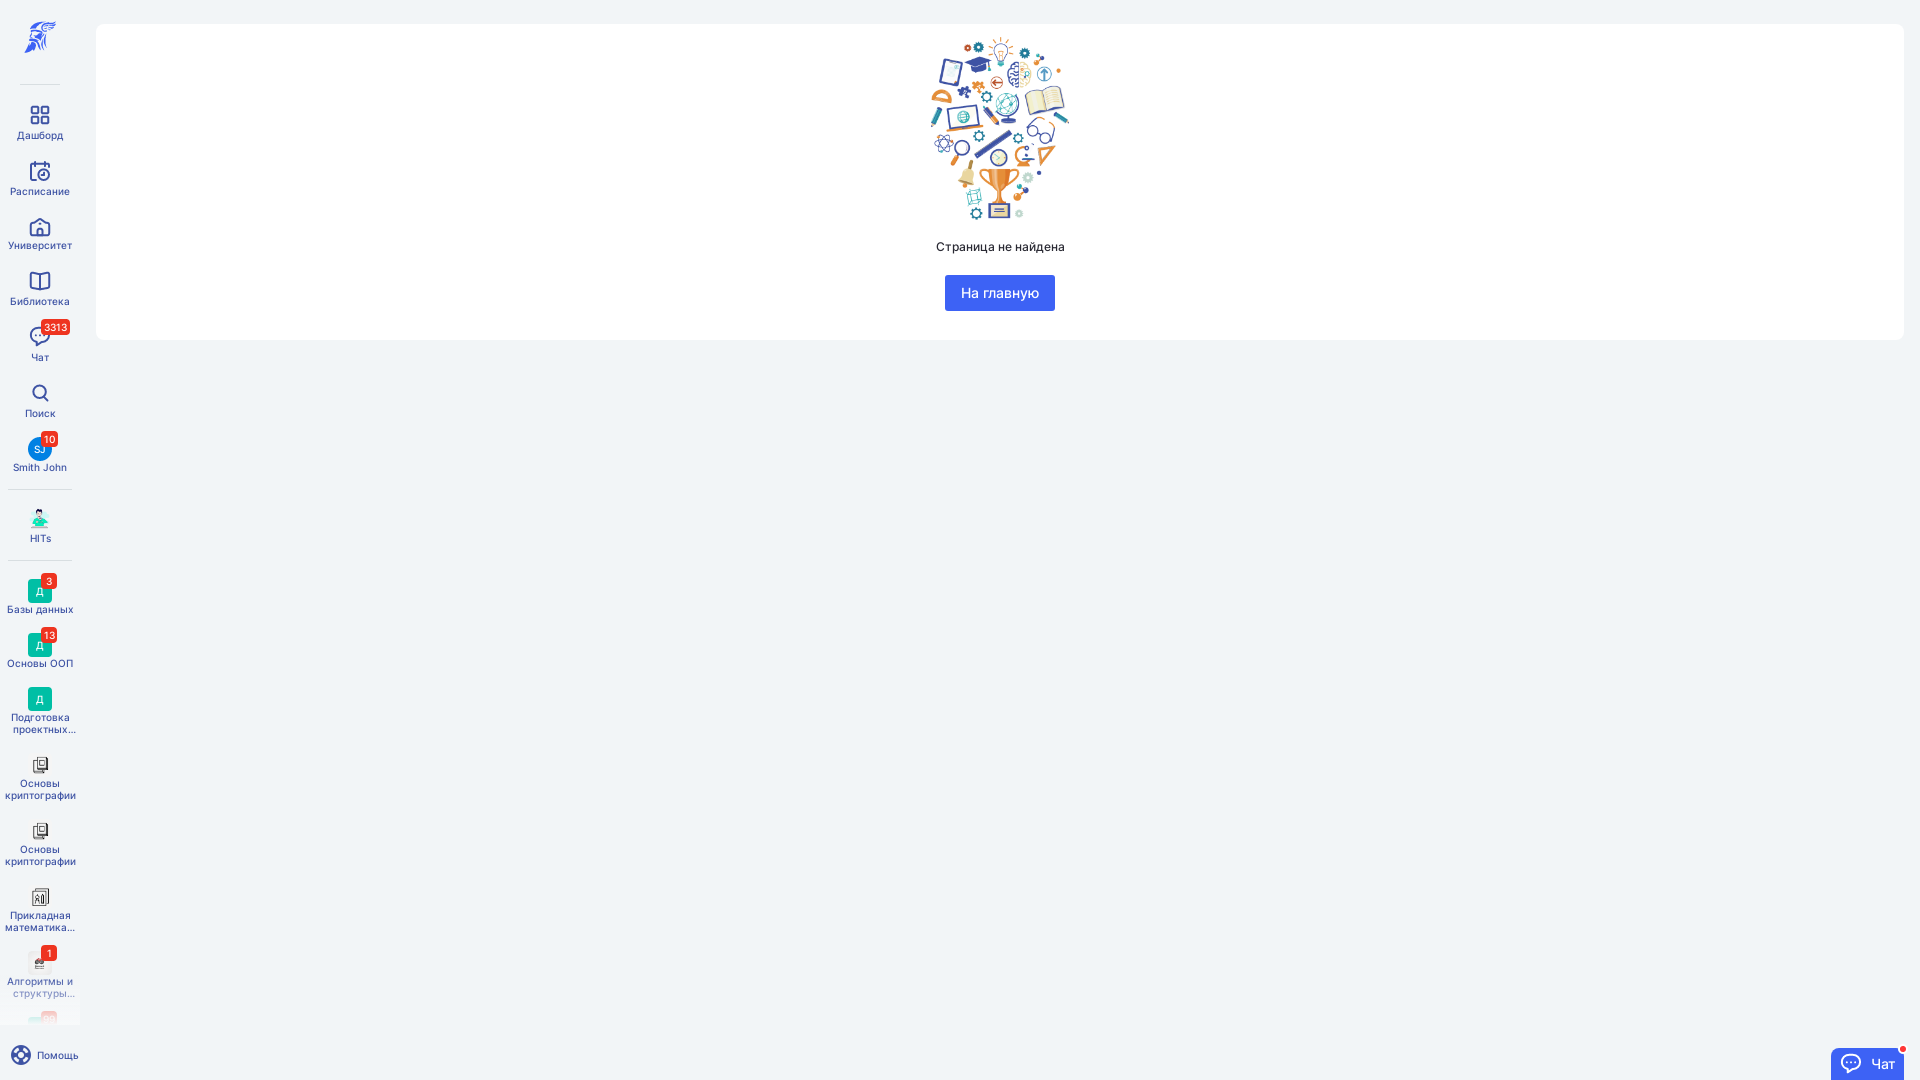 Дашборд
Расписание
Университет
Библиотека
3313
Чат
Поиск
10
SJ
Smith John
HITs
3
Д
Базы данных
13
Д
Основы ООП
Д
Подготовка
проектных...
Основы
криптографии
Основы
криптографии
Прикладная
математика...
1
Алгоритмы и
структуры...
Помощь
Страница не найдена
На главную
Чат